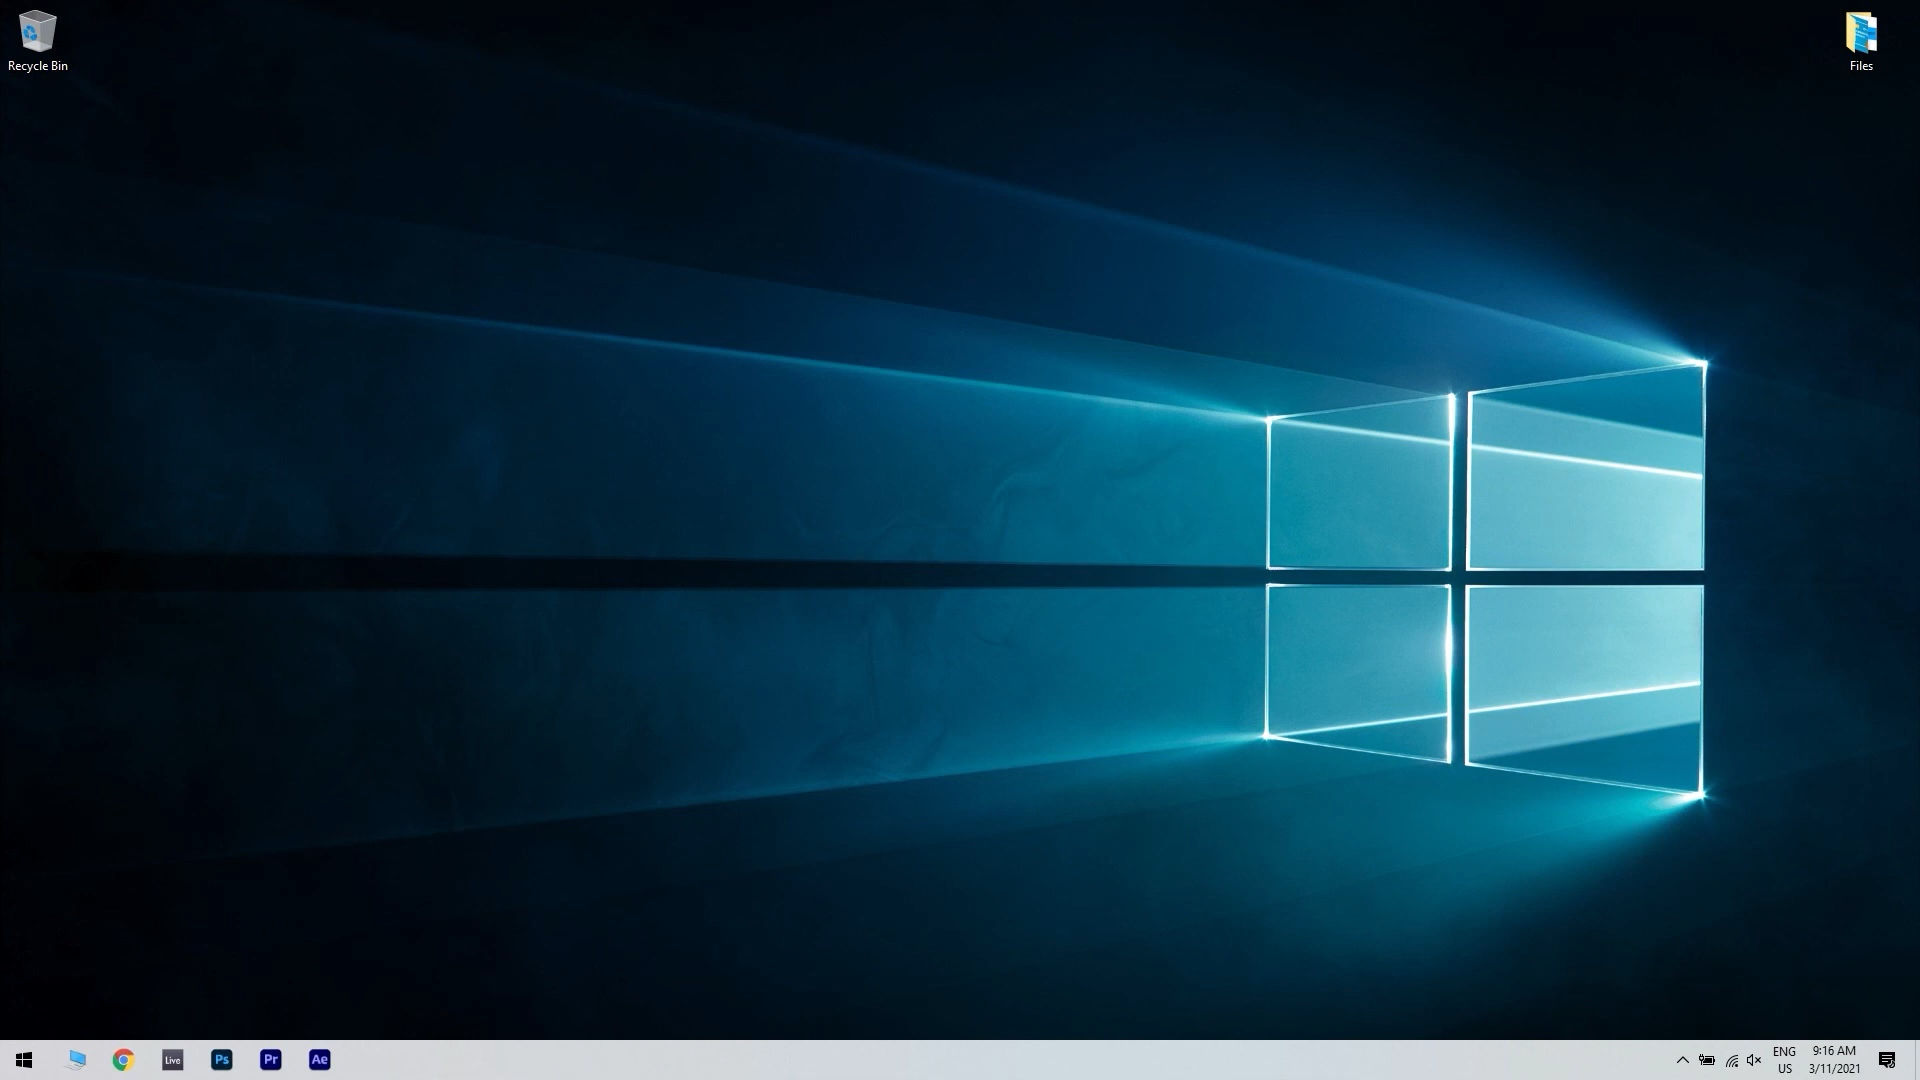 Recycle Bin
Files
Live
Ps
Pr
Ae
ENG
US
9:16 AM
3/11/2021